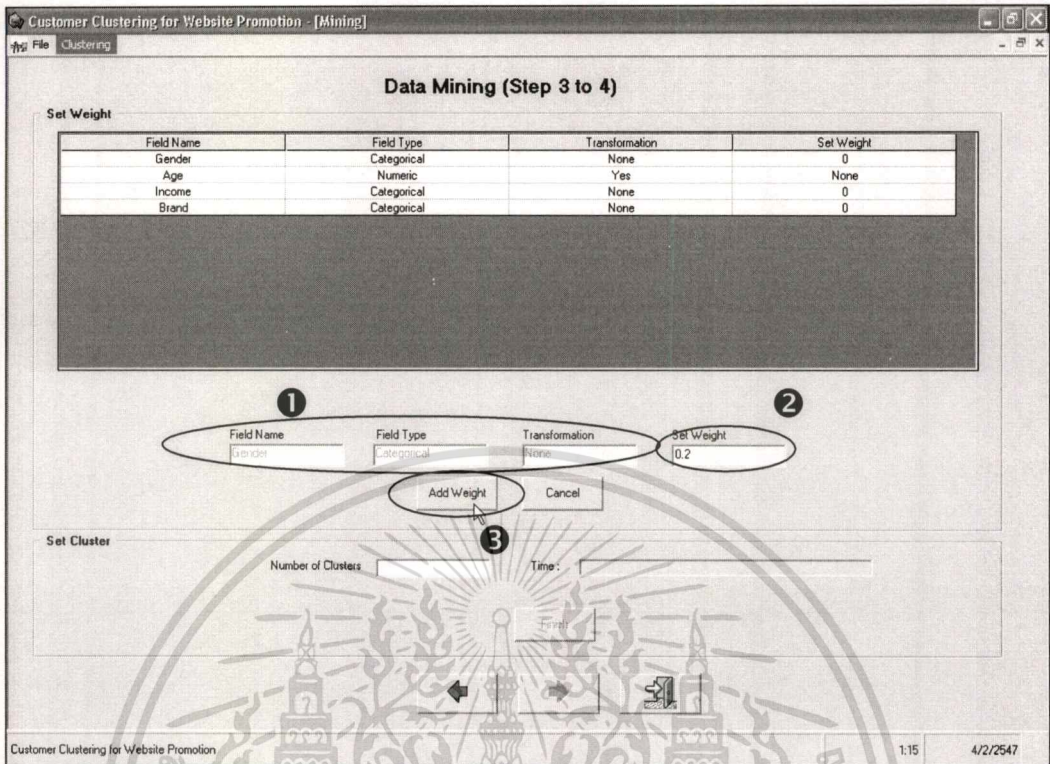 Customer Clustering for Website Promotion - [Mining]
File Clustering
Data Mining (Step 3 to 4)
Set Weight
Field Name Field Type Transformation Set Weight
Gender Categorical None 0
Age Numeric Yes None
Income Categorical None 0
Brand Categorical None 0
1 2
Field Name Field Type Transformation Set Weight
Gender Categorical None 0.2
Add Weight Cancel
3
Set Cluster
Number of Clusters Time :
Customer Clustering for Website Promotion 1:15 4/2/2547